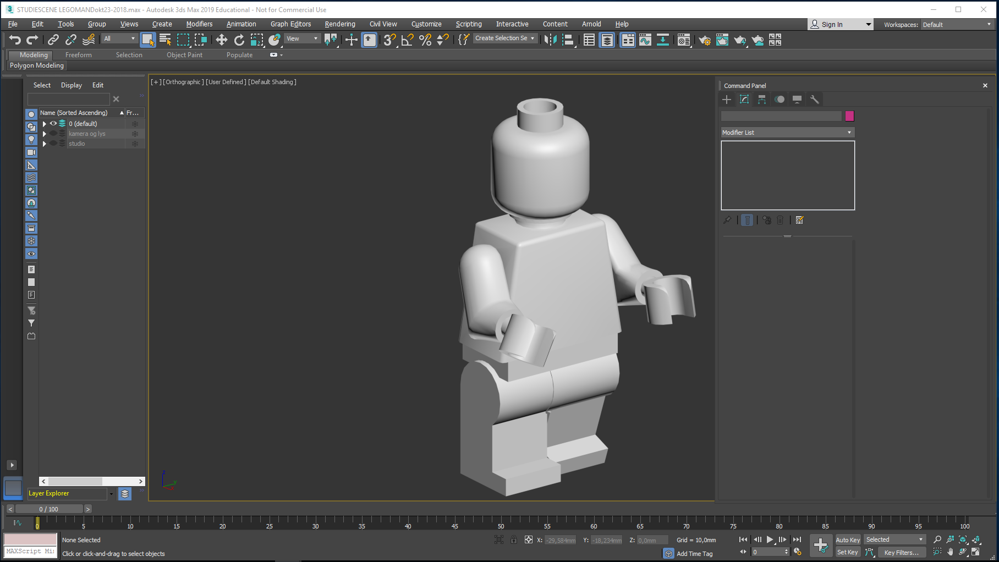 STUDIESCENE LEGOMANDokt23-2018.max - Autodesk 3ds Max 2019 Educational - Not for Commercial Use
File Edit Tools Group Views Create Modifiers Animation Graph Editors Rendering Civil View Customize Scripting Interactive Content Arnold Help Sign In Workspaces: Default
All View Create Selection Se
Modeling Freeform Selection Object Paint Populate
Polygon Modeling
Select Display Edit
[+] [Orthographic] [User Defined] [Default Shading]
Command Panel
Name (Sorted Ascending) Fr...
0 (default)
kamera og lys
studio
Modifier List
z
y
x
Layer Explorer
< 0 / 100 >
0 5 10 15 20 25 30 35 40 45 50 55 60 65 70 75 80 85 90 95 100
None Selected X: -29,584mm Y: -18,234mm Z: 0,0mm Grid = 10,0mm Auto Key Selected
MAXScript Mi
Click or click-and-drag to select objects Add Time Tag 0 Set Key Key Filters...